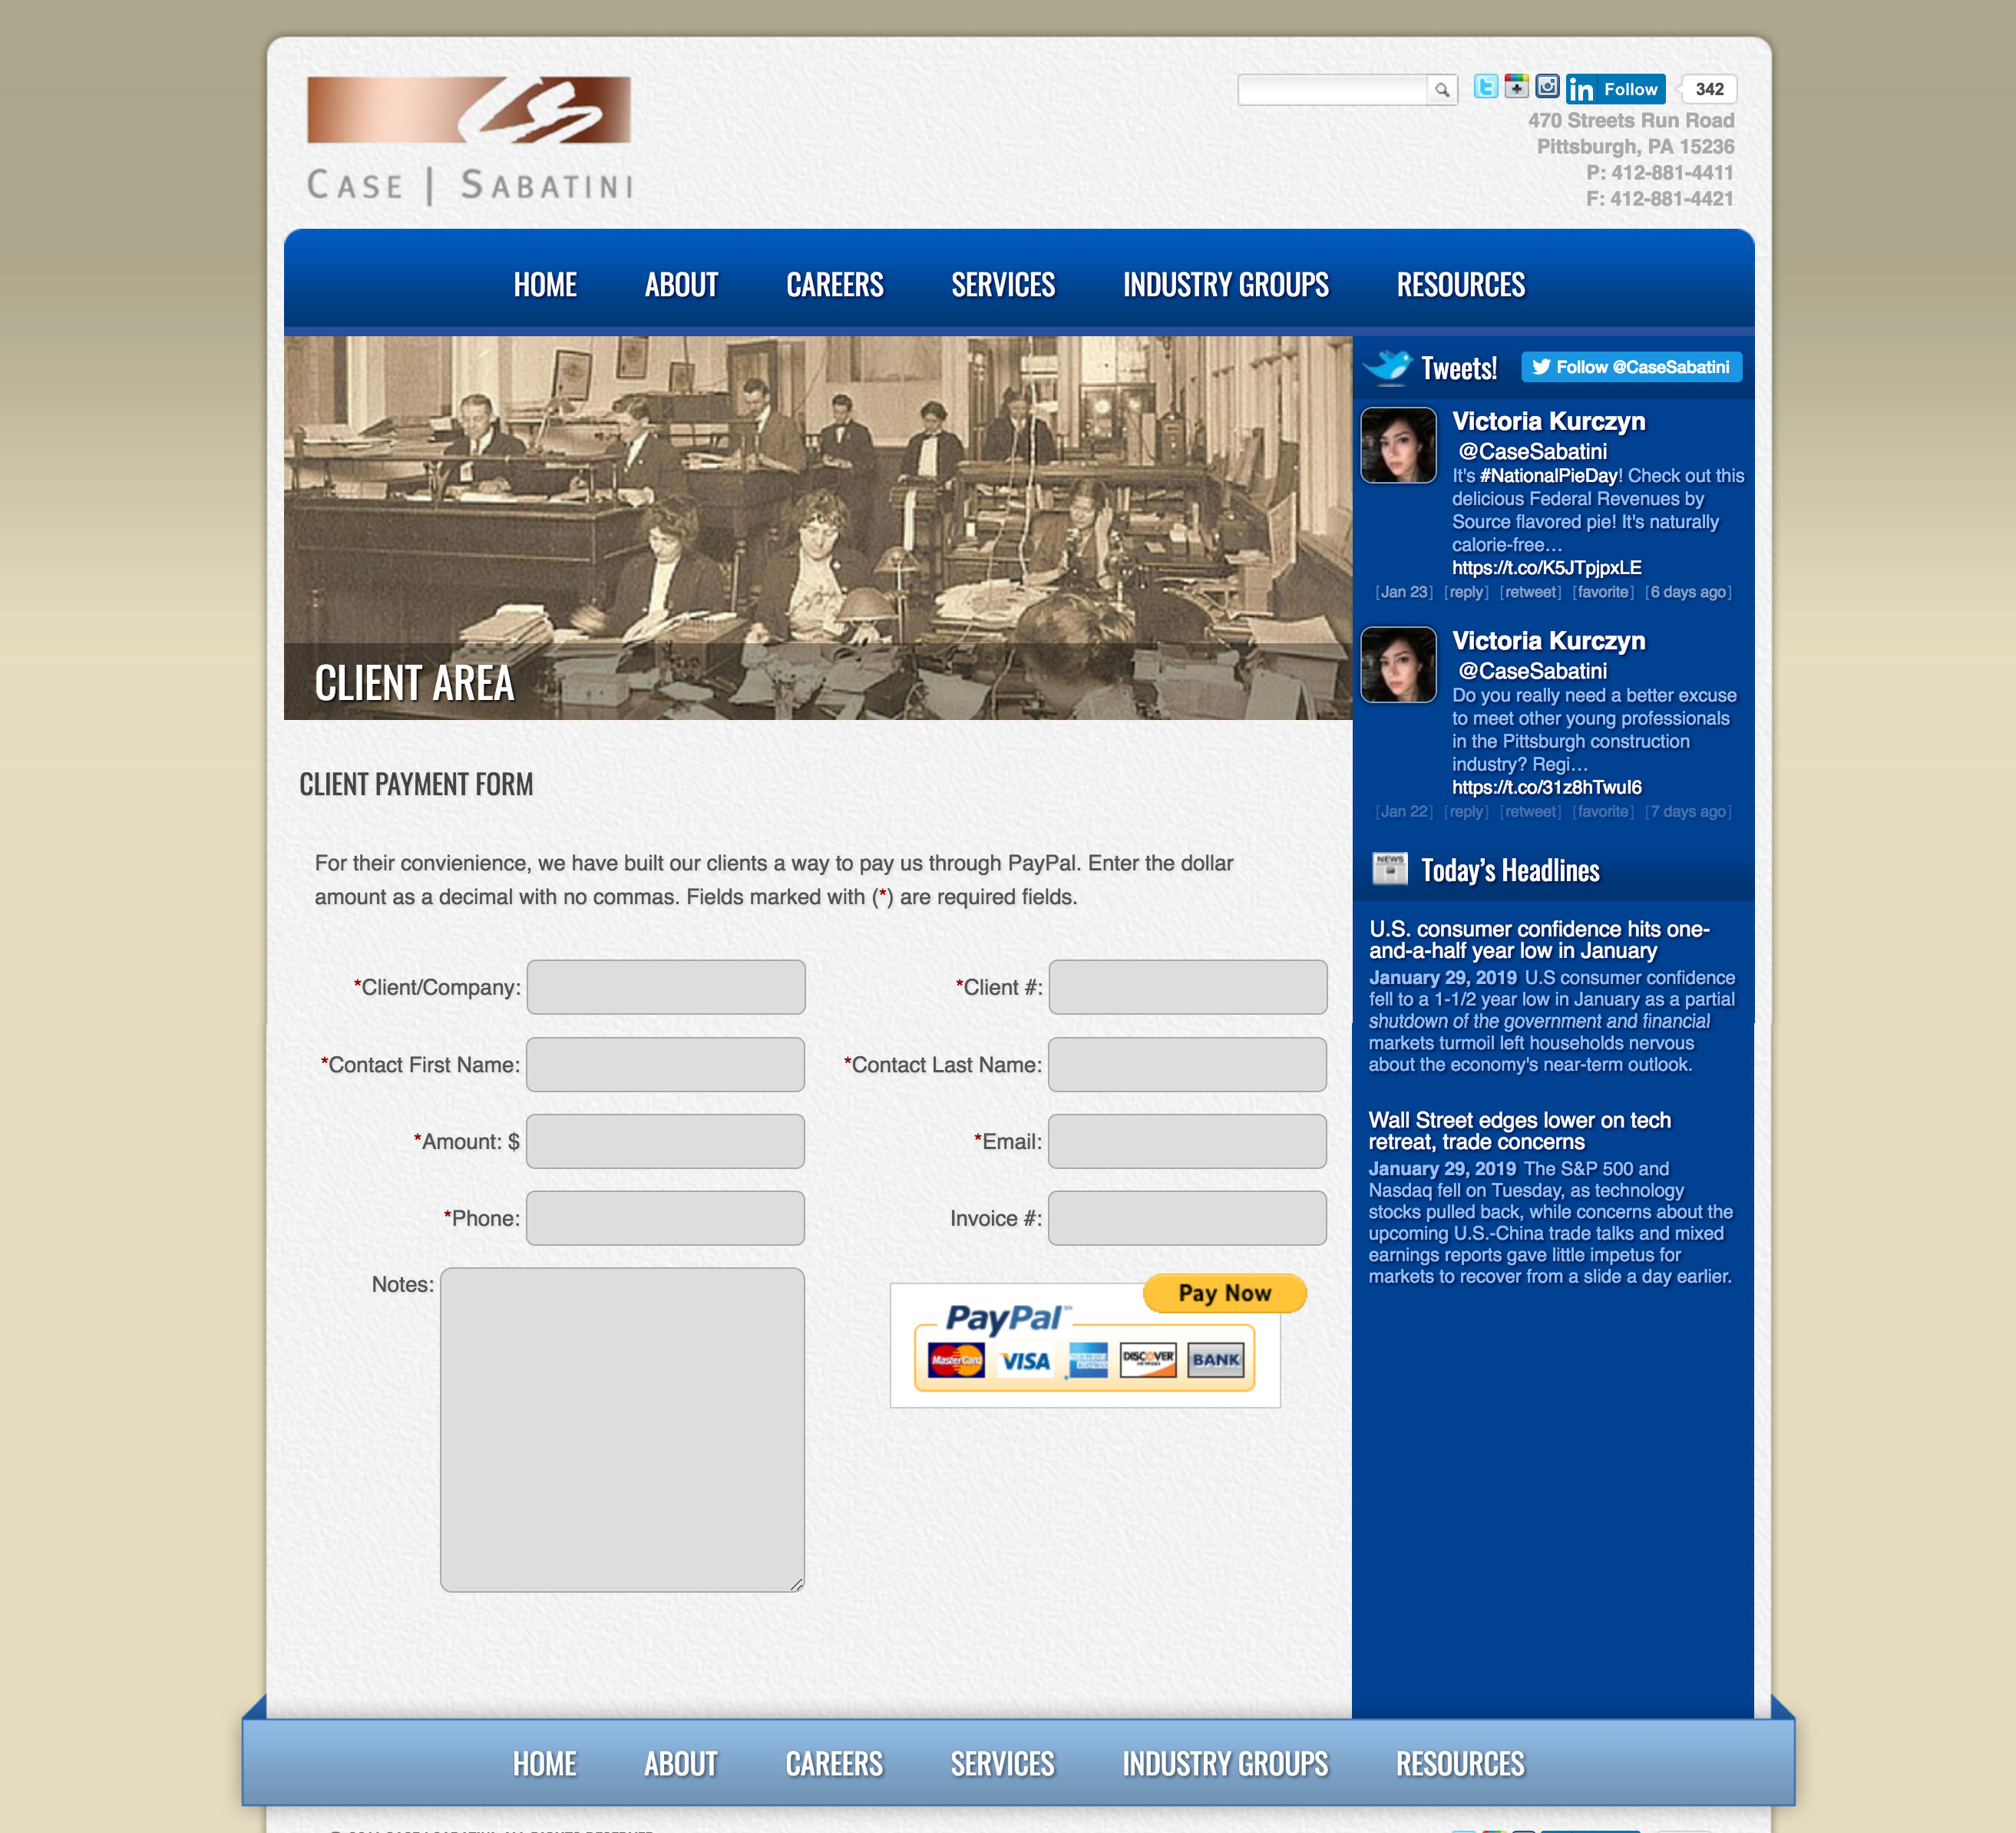 CASE | SABATINI
Follow
342
470 Streets Run Road
Pittsburgh, PA 15236
P: 412-881-4411
F: 412-881-4421
HOME ABOUT CAREERS SERVICES INDUSTRY GROUPS RESOURCES
CLIENT AREA
CLIENT PAYMENT FORM
For their convienience, we have built our clients a way to pay us through PayPal. Enter the dollar
amount as a decimal with no commas. Fields marked with (*) are required fields.
*Client/Company: *Client #:
*Contact First Name: *Contact Last Name:
*Amount: $ *Email:
*Phone: Invoice #:
Notes:
Pay Now
PayPal
MasterCard VISA AMERICAN EXPRESS DISCOVER BANK
Tweets! Follow @CaseSabatini
Victoria Kurczyn
@CaseSabatini
It's #NationalPieDay! Check out this
delicious Federal Revenues by
Source flavored pie! It's naturally
calorie-free…
https://t.co/K5JTpjpxLE
[Jan 23] [reply] [retweet] [favorite] [6 days ago]
Victoria Kurczyn
@CaseSabatini
Do you really need a better excuse
to meet other young professionals
in the Pittsburgh construction
industry? Regi…
https://t.co/31z8hTwul6
[Jan 22] [reply] [retweet] [favorite] [7 days ago]
NEWS
Today's Headlines
U.S. consumer confidence hits one-
and-a-half year low in January
January 29, 2019 U.S consumer confidence
fell to a 1-1/2 year low in January as a partial
shutdown of the government and financial
markets turmoil left households nervous
about the economy's near-term outlook.
Wall Street edges lower on tech
retreat, trade concerns
January 29, 2019 The S&P 500 and
Nasdaq fell on Tuesday, as technology
stocks pulled back, while concerns about the
upcoming U.S.-China trade talks and mixed
earnings reports gave little impetus for
markets to recover from a slide a day earlier.
HOME ABOUT CAREERS SERVICES INDUSTRY GROUPS RESOURCES